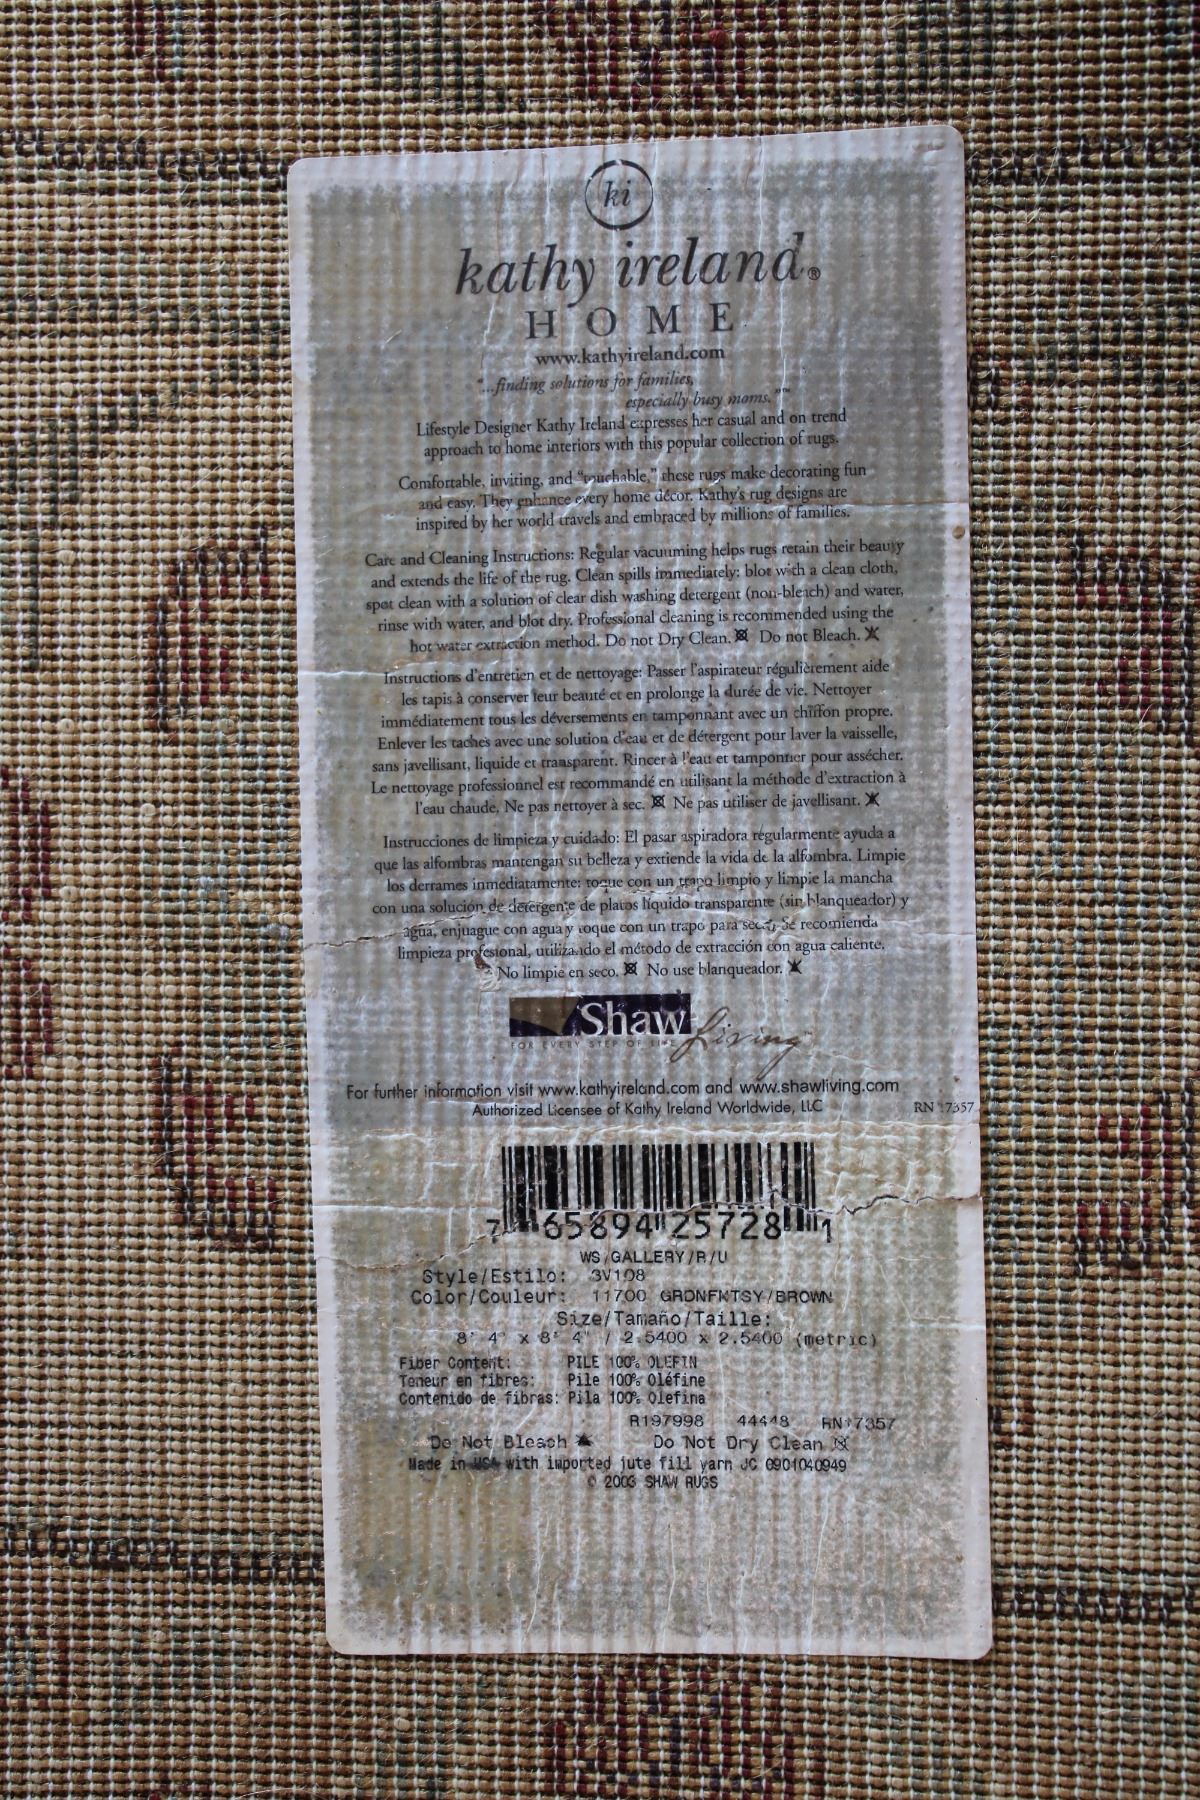 ki
kathy ireland®
HOME
www.kathyireland.com
"...finding solutions for families,
especially busy moms."™
Lifestyle Designer Kathy Ireland expresses her casual and on trend
approach to home interiors with this popular collection of rugs.
Comfortable, inviting, and "touchable," these rugs make decorating fun
and easy. They enhance every home décor. Kathy's rug designs are
inspired by her world travels and embraced by millions of families.
Care and Cleaning Instructions: Regular vacuuming helps rugs retain their beauty
and extends the life of the rug. Clean spills immediately: blot with a clean cloth,
spot clean with a solution of clear dish washing detergent (non-bleach) and water,
rinse with water, and blot dry. Professional cleaning is recommended using the
hot water extraction method. Do not Dry Clean. Do not Bleach.
Instructions d'entretien et de nettoyage: Passer l'aspirateur régulièrement aide
les tapis à conserver leur beauté et en prolonge la durée de vie. Nettoyer
immédiatement tous les déversements en tamponnant avec un chiffon propre.
Enlever les taches avec une solution d'eau et de détergent pour laver la vaisselle,
sans javellisant, liquide et transparent. Rincer à l'eau et tamponner pour assécher.
Le nettoyage professionnel est recommandé en utilisant la méthode d'extraction à
l'eau chaude. Ne pas nettoyer à sec. Ne pas utiliser de javellisant.
Instrucciones de limpieza y cuidado: El pasar aspiradora régularmente ayuda a
que las alfombras mantengan su belleza y extiende la vida de la alfombra. Limpie
los derrames inmediatamente: toque con un trapo limpio y limpie la mancha
con una solución de detergente de platos líquido transparente (sin blanqueador) y
agua, enjuague con agua y toque con un trapo para secar. Se recomienda
limpieza profesional, utilizando el método de extracción con agua caliente.
No limpie en seco. No use blanqueador.
Shaw Living™
FOR EVERY STEP OF LIFE
For further information visit www.kathyireland.com and www.shawliving.com
Authorized Licensee of Kathy Ireland Worldwide, LLC RN 17357
7 65894 25728 1
WS/GALLERY/R/U
Style/Estilo: 3V108
Color/Couleur: 11700 GRDNFNTSY/BROWN
Size/Tamaño/Taille:
8' 4" x 8' 4" / 2.5400 x 2.5400 (metric)
Fiber Content: PILE 100% OLEFIN
Teneur en fibres: Pile 100% Oléfine
Contenido de fibras: Pila 100% Olefina
R197998 44448 RN17357
Do Not Bleach Do Not Dry Clean
Made in USA with imported jute fill yarn JC 0901040949
© 2003 SHAW RUGS